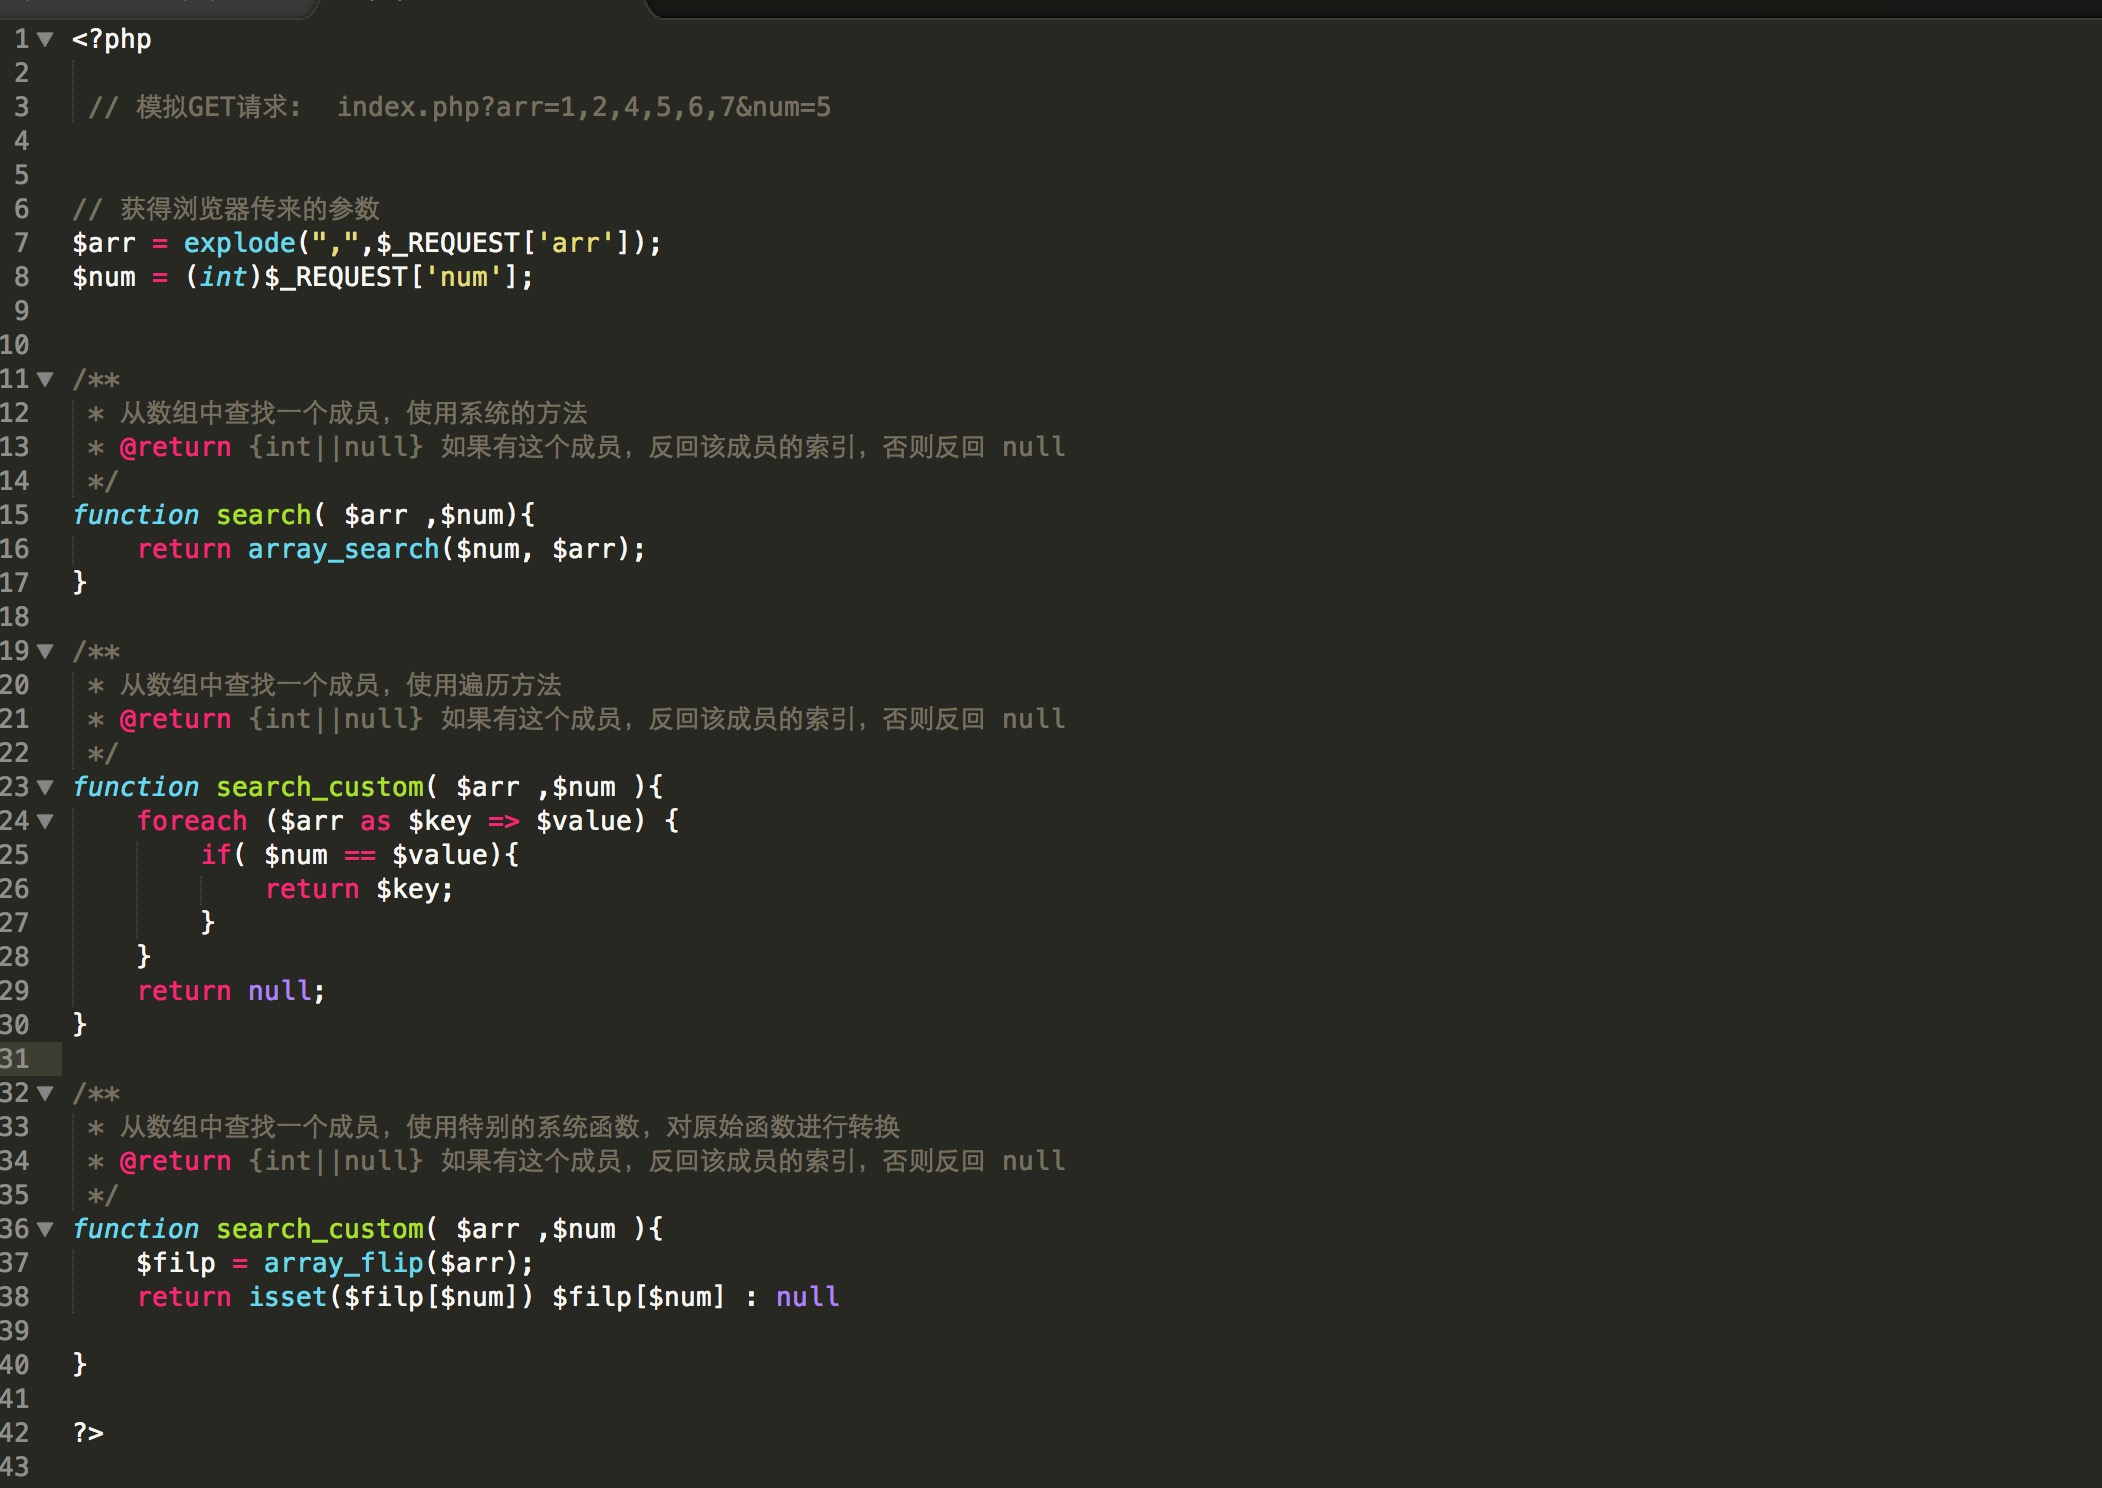 1 <?php
2
3 // 模拟GET请求： index.php?arr=1,2,4,5,6,7&num=5
4
5
6 // 获得浏览器传来的参数
7 $arr = explode(",",$_REQUEST['arr']);
8 $num = (int)$_REQUEST['num'];
9
10
11 /**
12 * 从数组中查找一个成员，使用系统的方法
13 * @return {int||null} 如果有这个成员，反回该成员的索引，否则反回 null
14 */
15 function search( $arr ,$num){
16 return array_search($num, $arr);
17 }
18
19 /**
20 * 从数组中查找一个成员，使用遍历方法
21 * @return {int||null} 如果有这个成员，反回该成员的索引，否则反回 null
22 */
23 function search_custom( $arr ,$num ){
24 foreach ($arr as $key => $value) {
25 if( $num == $value){
26 return $key;
27 }
28 }
29 return null;
30 }
31
32 /**
33 * 从数组中查找一个成员，使用特别的系统函数，对原始函数进行转换
34 * @return {int||null} 如果有这个成员，反回该成员的索引，否则反回 null
35 */
36 function search_custom( $arr ,$num ){
37 $filp = array_flip($arr);
38 return isset($filp[$num]) $filp[$num] : null
39
40 }
41
42 ?>
43